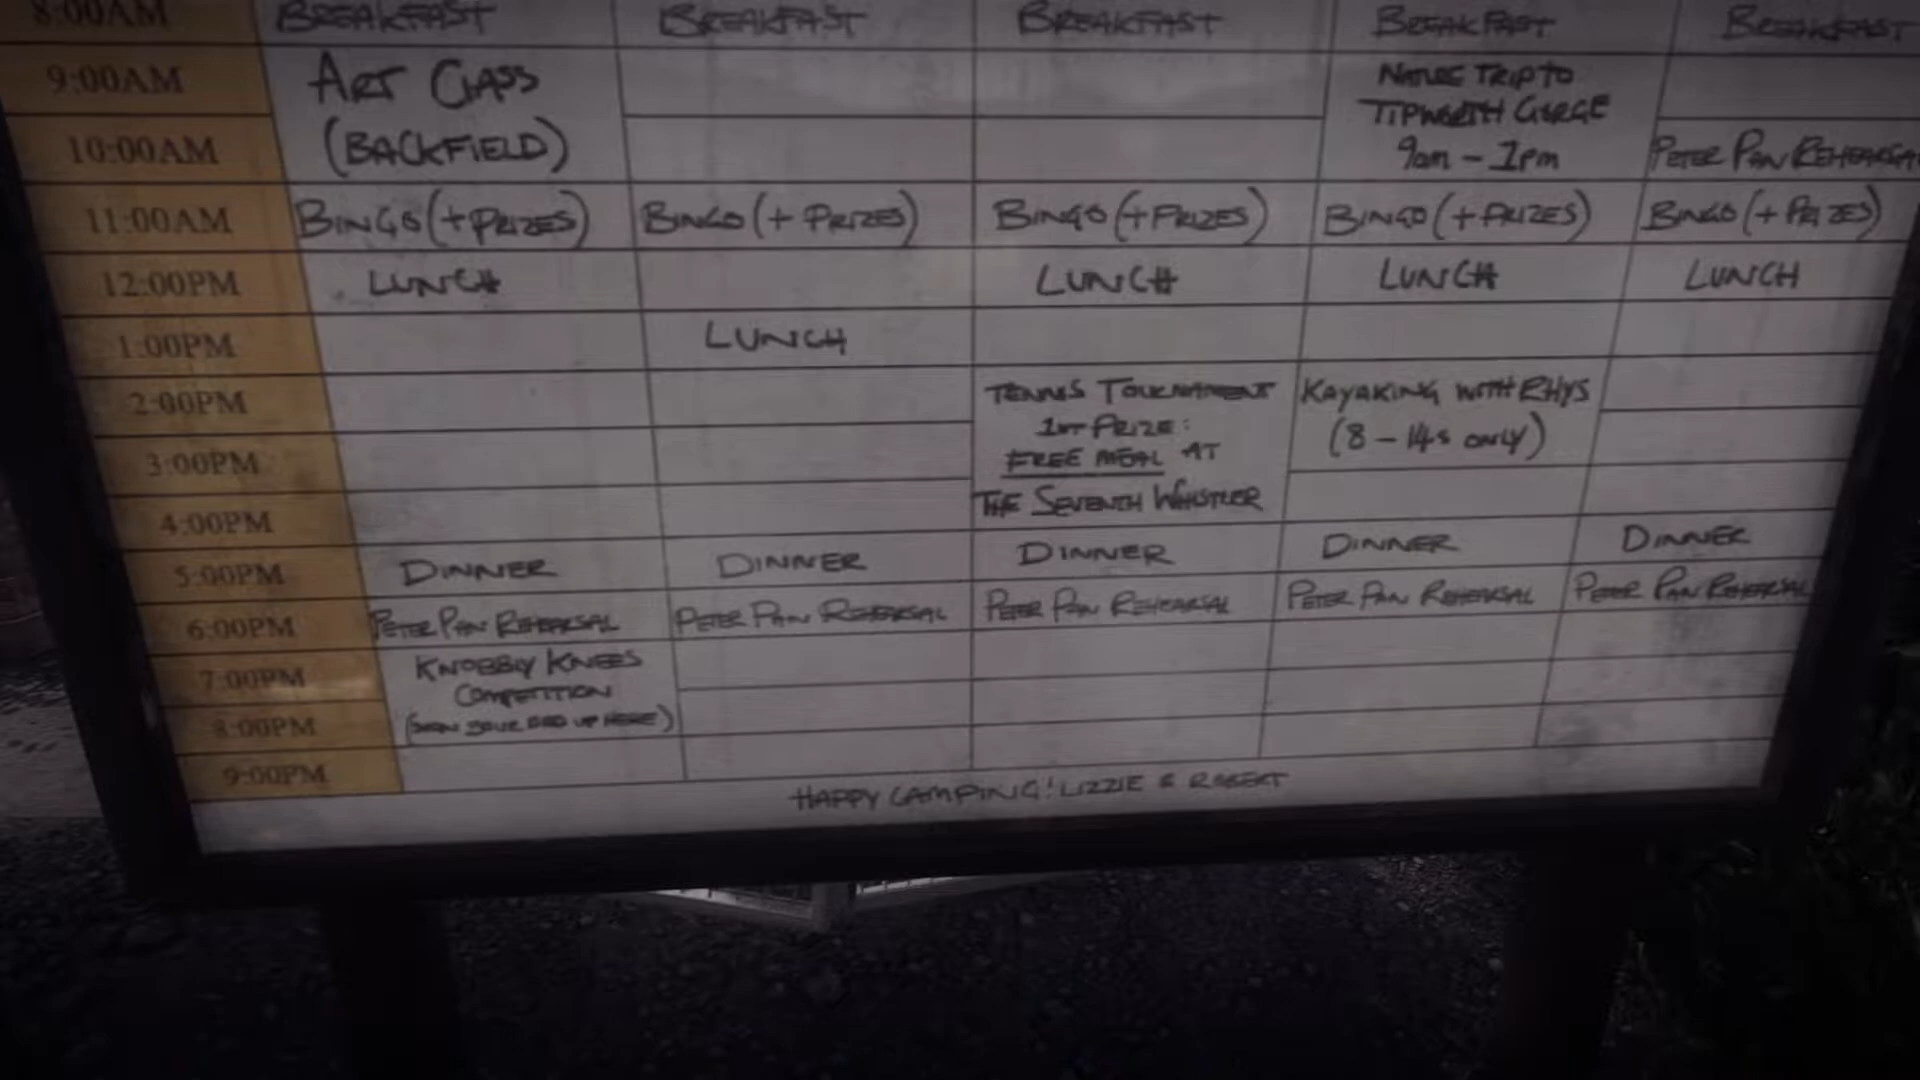 8:00AM BREAKFAST BREAKFAST BREAKFAST BREAKFAST BREAKFAST
9:00AM ART CLASS NATURE TRIP TO
TIPWORTH GORGE
10:00AM (BACKFIELD) 9am - 1pm PETER PAN REHEARSAL
11:00AM BINGO (+ PRIZES) BINGO (+ PRIZES) BINGO (+ PRIZES) BINGO (+ PRIZES) BINGO (+ PRIZES)
12:00PM LUNCH LUNCH LUNCH LUNCH
1:00PM LUNCH
2:00PM TENNIS TOURNAMENT KAYAKING WITH RHYS
1ST PRIZE: (8 - 14s ONLY)
3:00PM FREE MEAL AT
4:00PM THE SEVENTH WHISTLER
5:00PM DINNER DINNER DINNER DINNER DINNER
6:00PM PETER PAN REHEARSAL PETER PAN REHEARSAL PETER PAN REHEARSAL PETER PAN REHEARSAL PETER PAN REHEARSAL
7:00PM KNOBBLY KNEES
COMPETITION
8:00PM (SIGN YOUR DAD UP HERE)
9:00PM
HAPPY CAMPING! LIZZIE & ROBERT